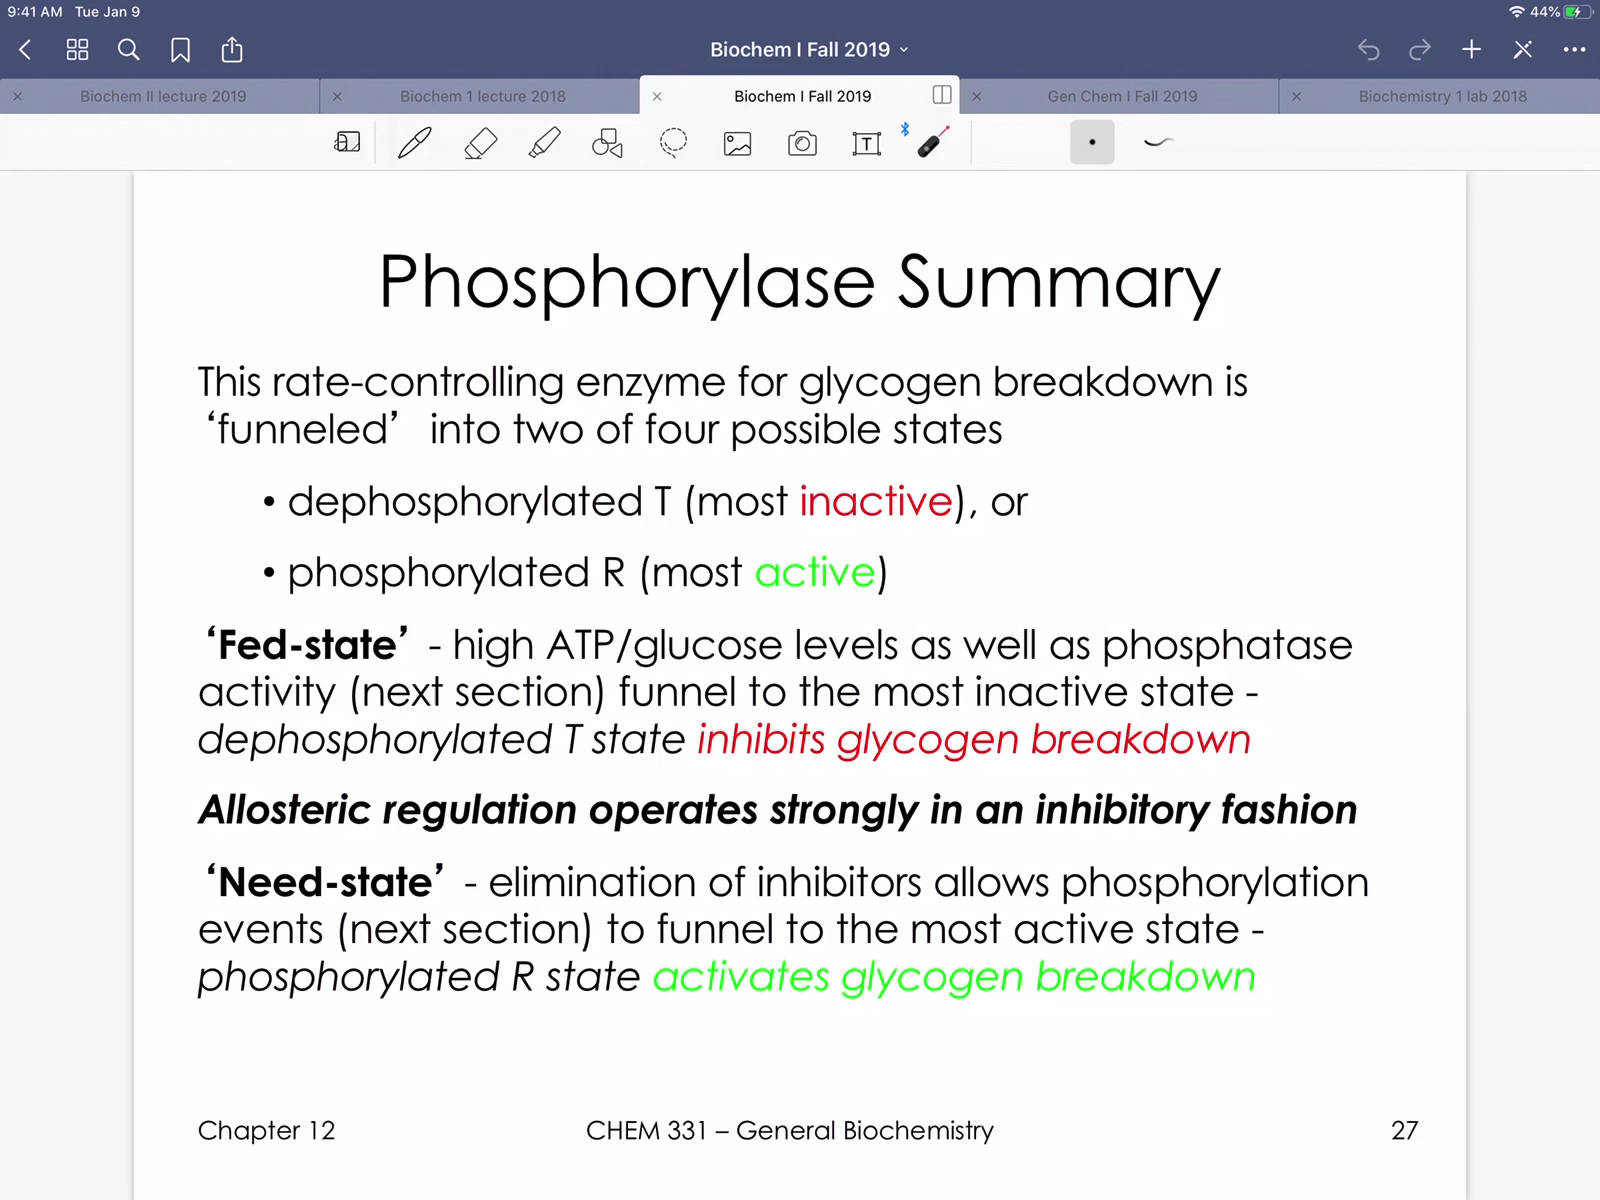 9:41 AM Tue Jan 9
44%
Biochem I Fall 2019
Biochem II lecture 2019
Biochem 1 lecture 2018
Biochem I Fall 2019
Gen Chem I Fall 2019
Biochemistry 1 lab 2018
a
T
Phosphorylase Summary
This rate-controlling enzyme for glycogen breakdown is
‘funneled’ into two of four possible states
• dephosphorylated T (most inactive), or
• phosphorylated R (most active)
‘Fed-state’ - high ATP/glucose levels as well as phosphatase
activity (next section) funnel to the most inactive state -
dephosphorylated T state inhibits glycogen breakdown
Allosteric regulation operates strongly in an inhibitory fashion
‘Need-state’ - elimination of inhibitors allows phosphorylation
events (next section) to funnel to the most active state -
phosphorylated R state activates glycogen breakdown
Chapter 12
CHEM 331 – General Biochemistry
27